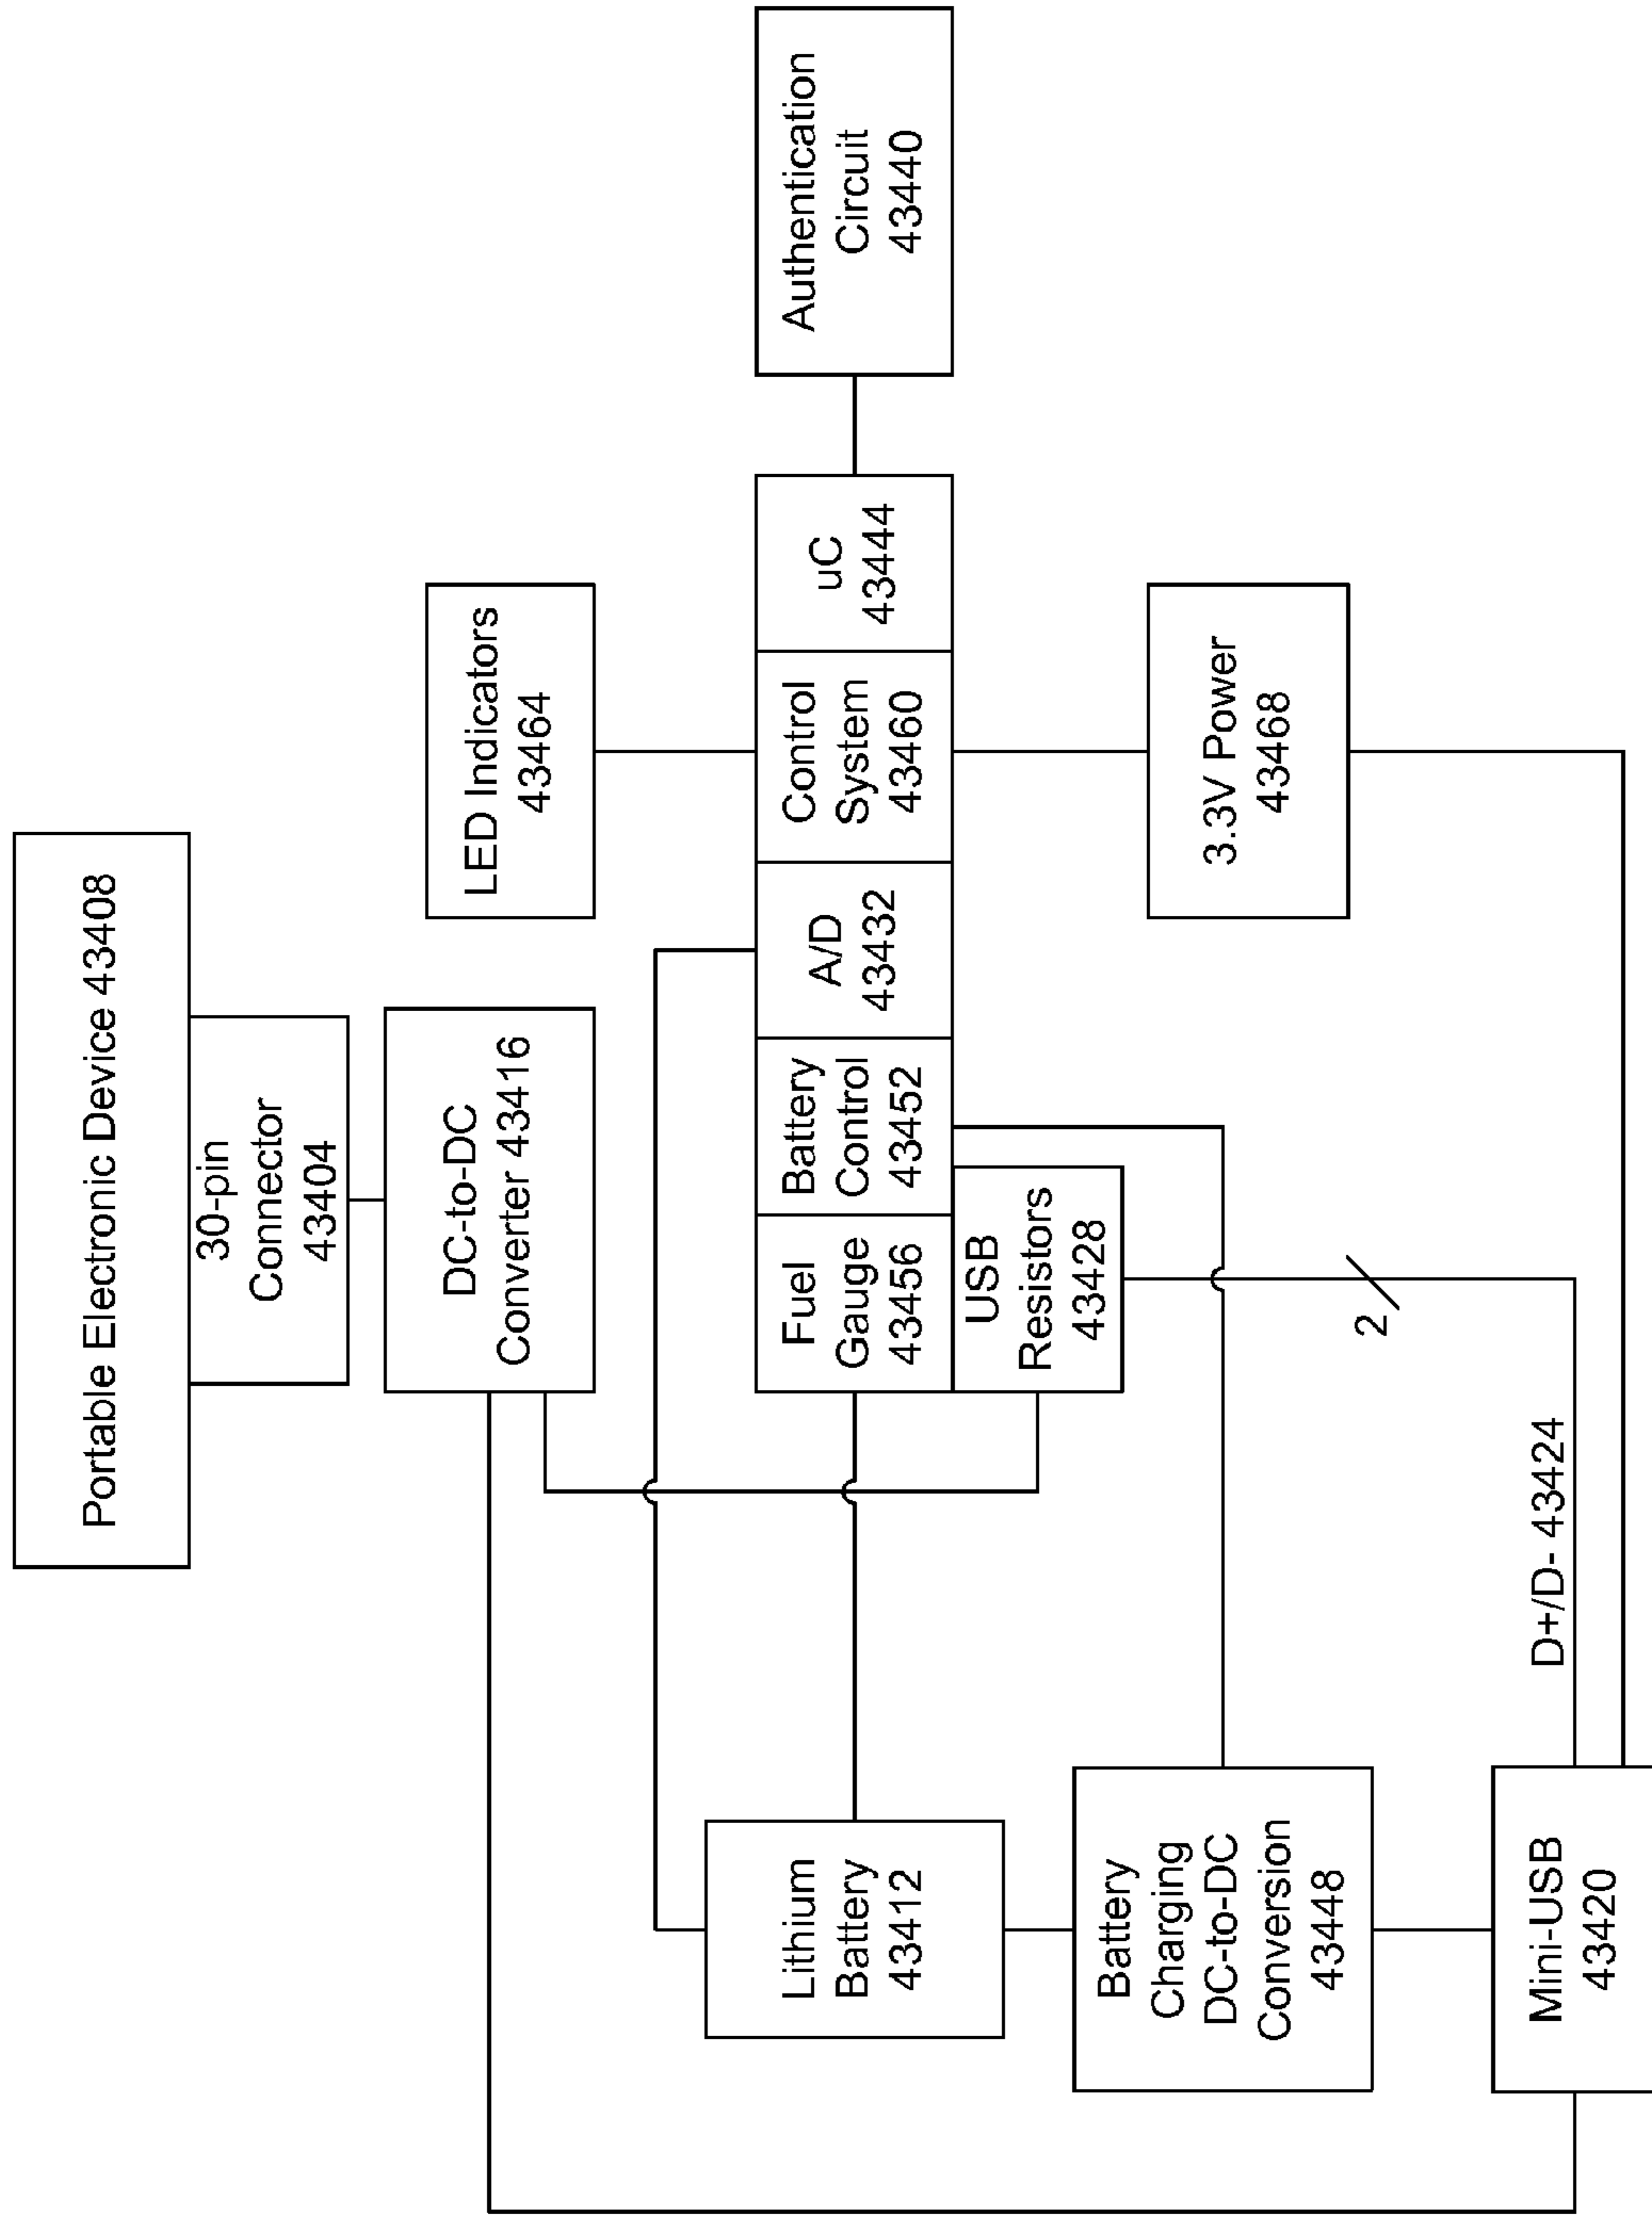 Portable Electronic Device 43408
30-pin
Connector
43404
DC-to-DC
Converter 43416
LED Indicators
43464
Lithium
Battery
43412
Fuel
Gauge
43456
Battery
Control
43452
A/D
43432
Control
System
43460
uC
43444
Authentication
Circuit
43440
USB
Resistors
43428
Battery
Charging
DC-to-DC
Conversion
43448
3.3V Power
43468
2
D+/D- 43424
Mini-USB
43420